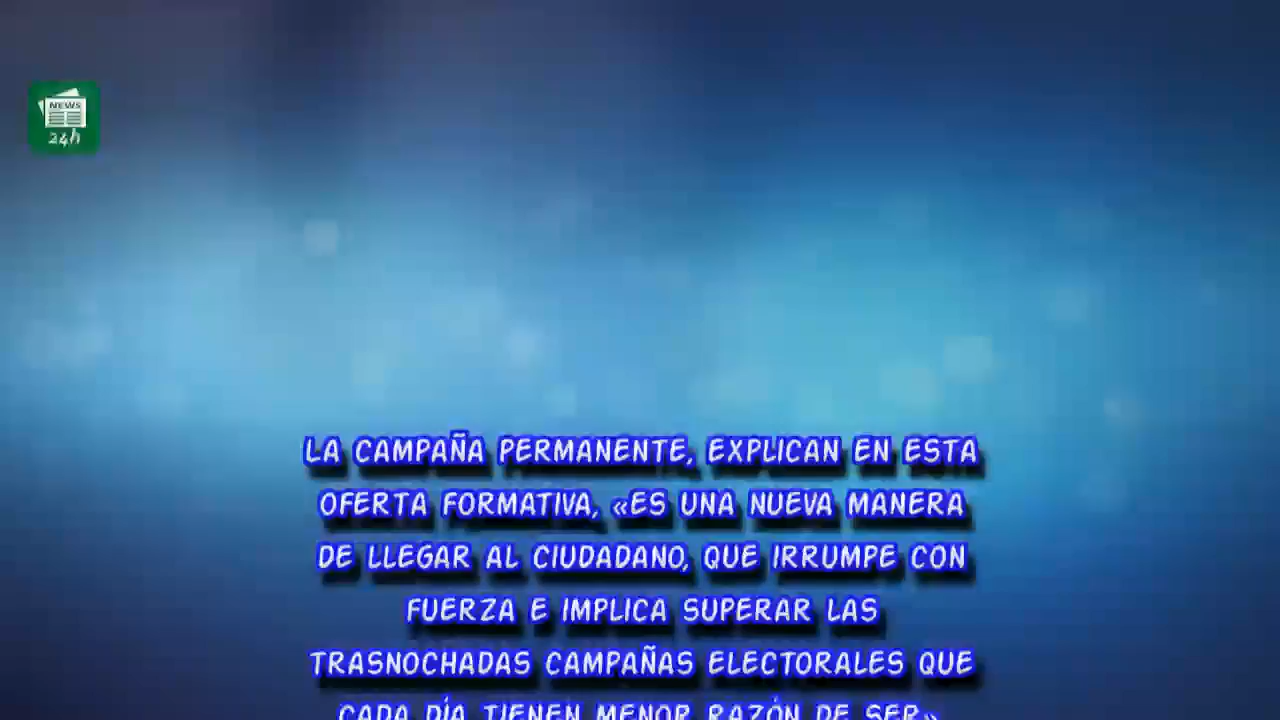 NEWS
24h
LA CAMPAÑA PERMANENTE, EXPLICAN EN ESTA
OFERTA FORMATIVA, «ES UNA NUEVA MANERA
DE LLEGAR AL CIUDADANO, QUE IRRUMPE CON
FUERZA E IMPLICA SUPERAR LAS
TRASNOCHADAS CAMPAÑAS ELECTORALES QUE
CADA DÍA TIENEN MENOR RAZÓN DE SER»